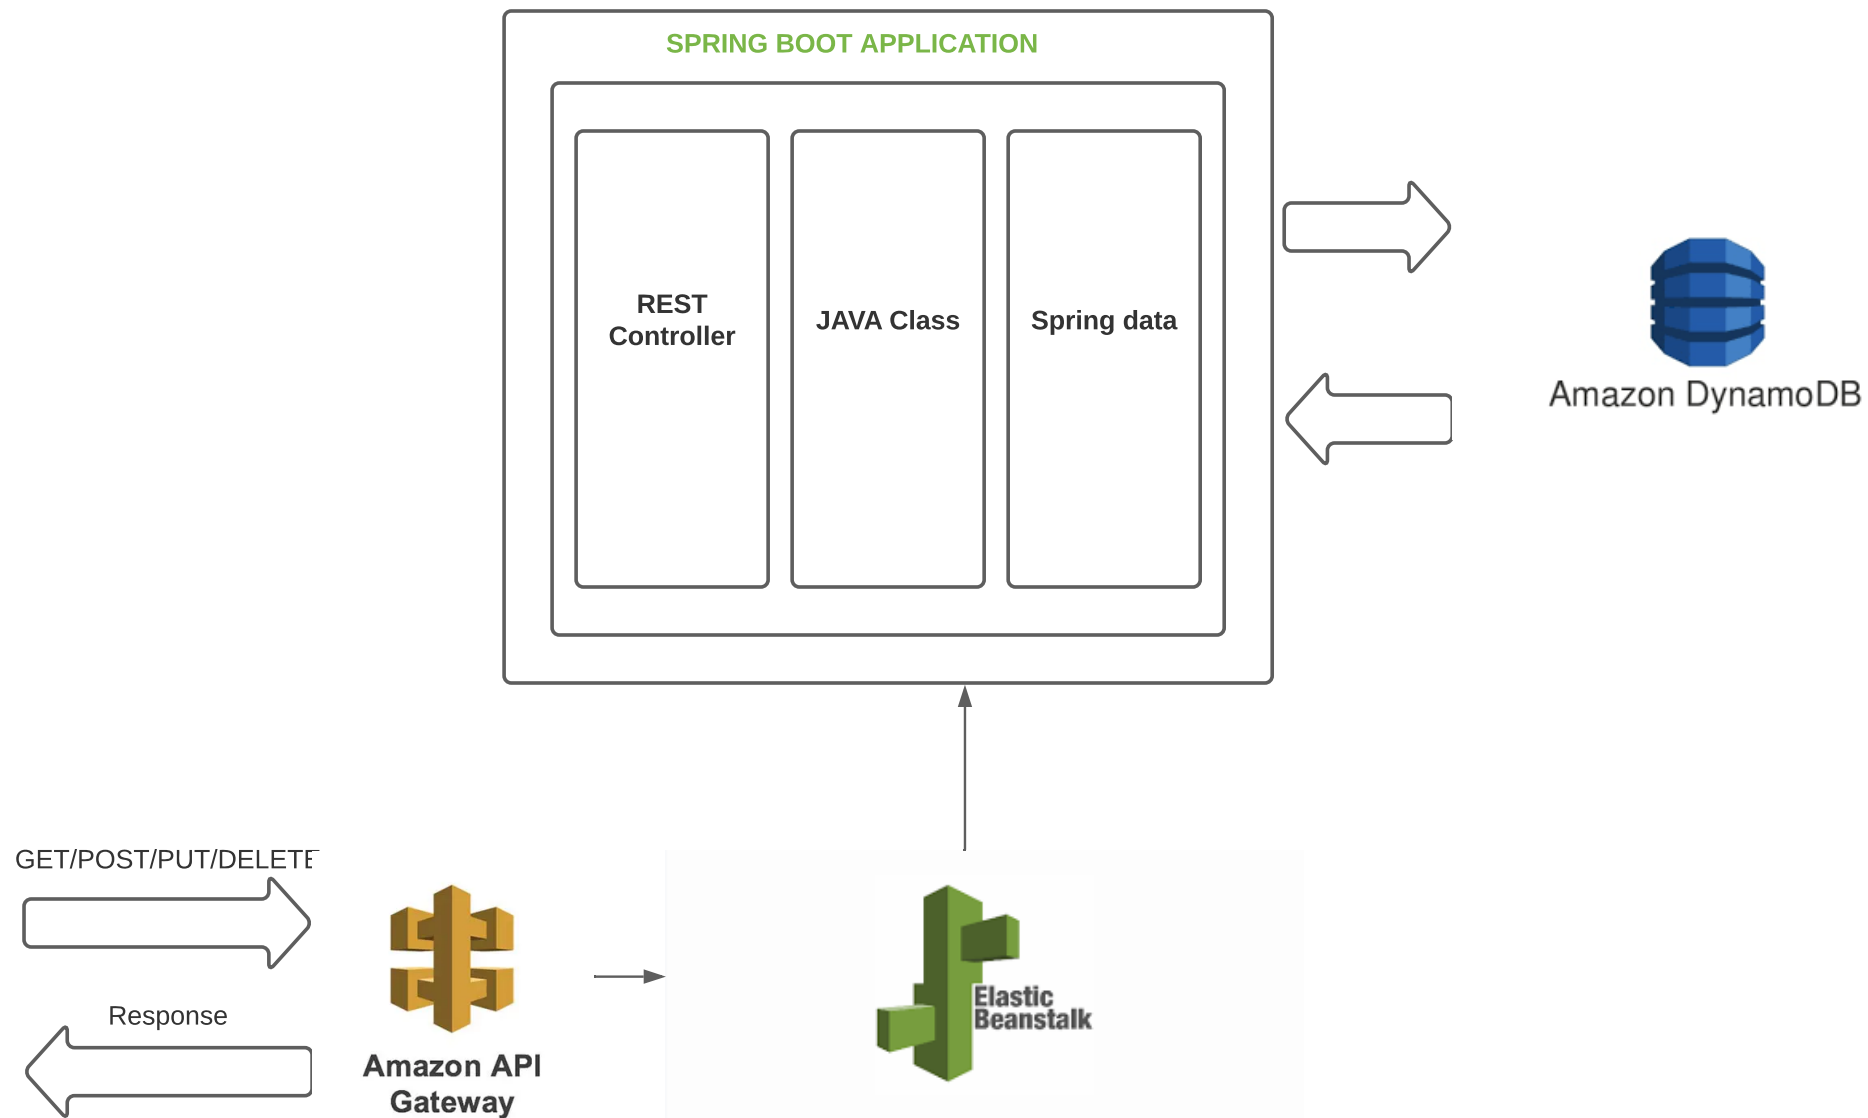 SPRING BOOT APPLICATION
REST
Controller
JAVA Class
Spring data
Amazon DynamoDB
GET/POST/PUT/DELETE
Response
Amazon API
Gateway
Elastic
Beanstalk